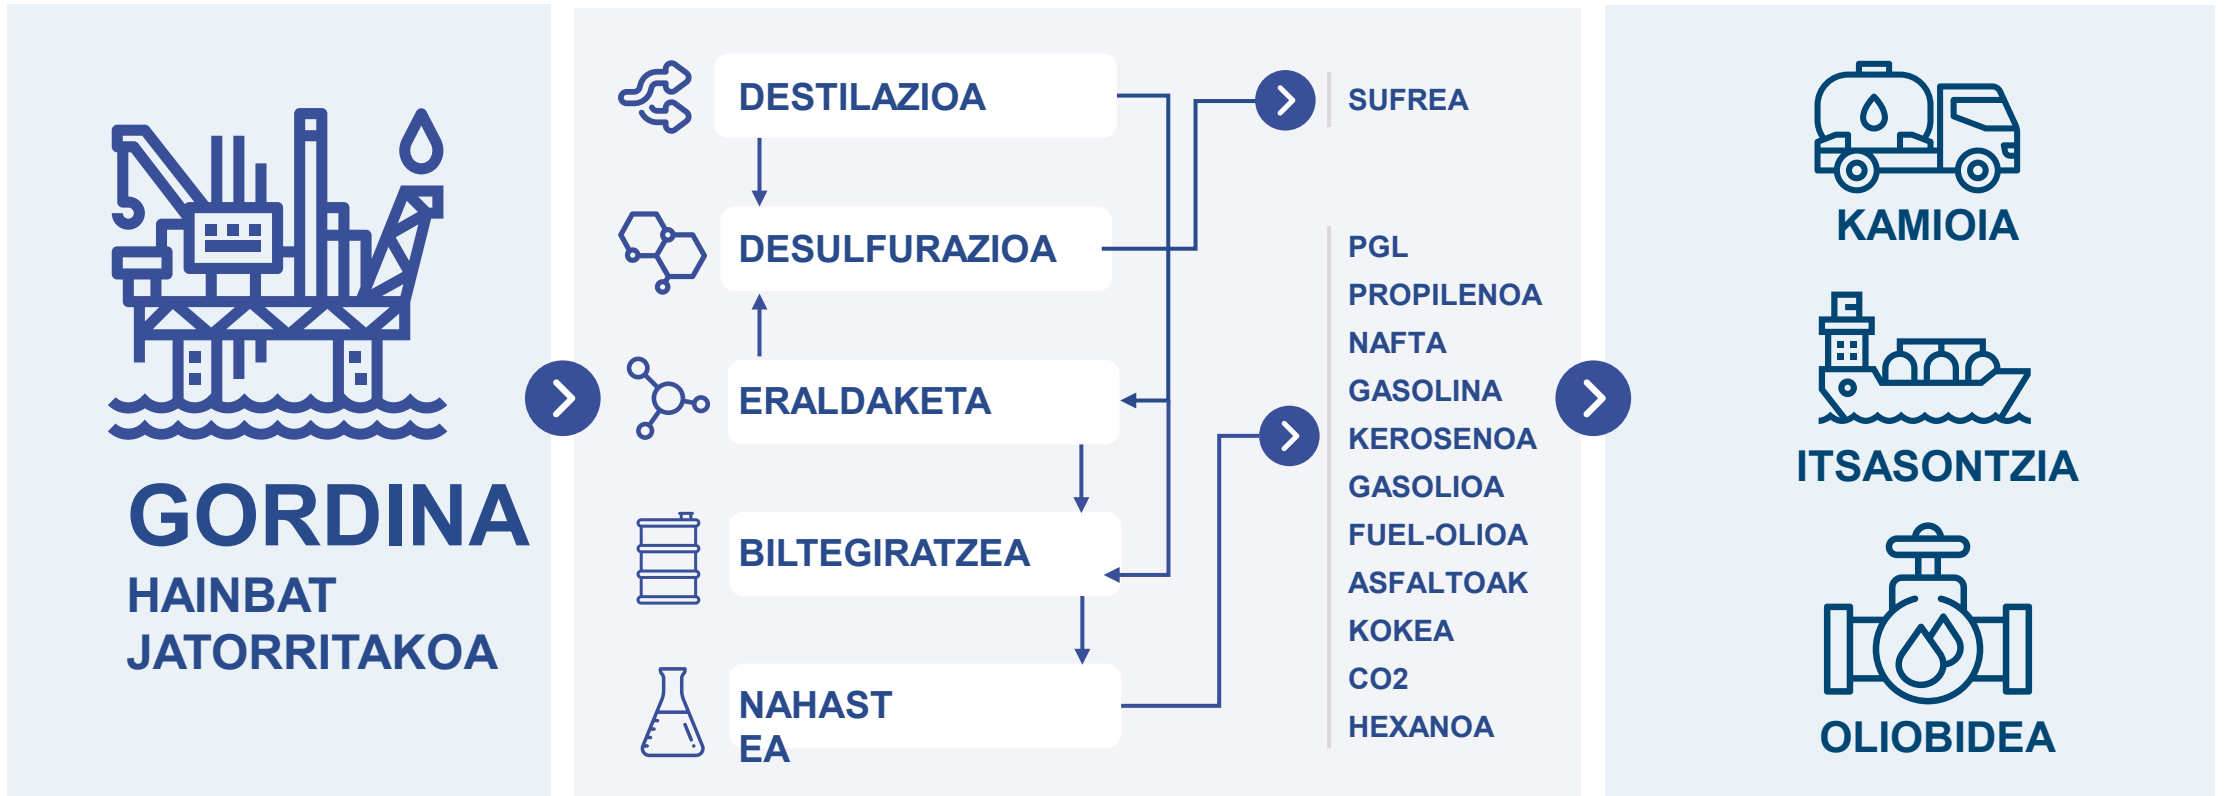 GORDINA
HAINBAT
JATORRITAKOA
DESTILAZIOA
DESULFURAZIOA
ERALDAKETA
BILTEGIRATZEA
NAHAST
EA
SUFREA
PGL
PROPILENOA
NAFTA
GASOLINA
KEROSENOA
GASOLIOA
FUEL-OLIOA
ASFALTOAK
KOKEA
CO2
HEXANOA
KAMIOIA
ITSASONTZIA
OLIOBIDEA